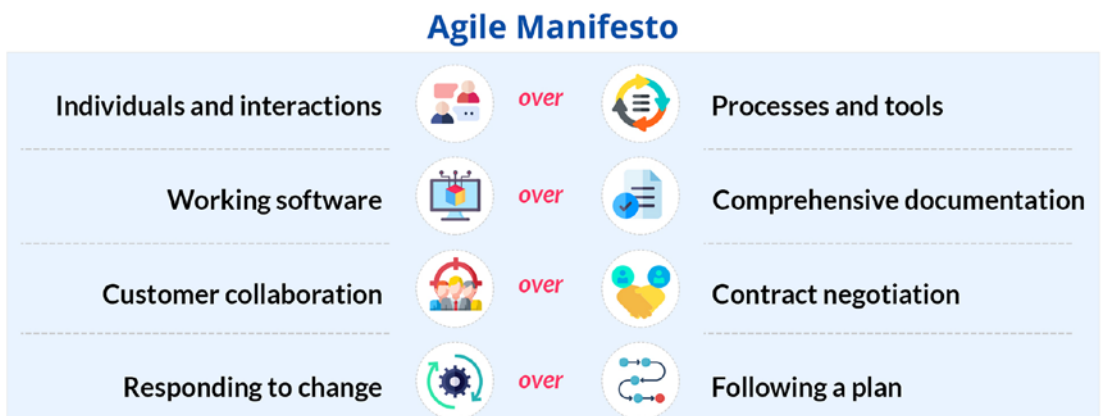 Agile Manifesto
Individuals and interactions over Processes and tools
Working software over Comprehensive documentation
Customer collaboration over Contract negotiation
Responding to change over Following a plan